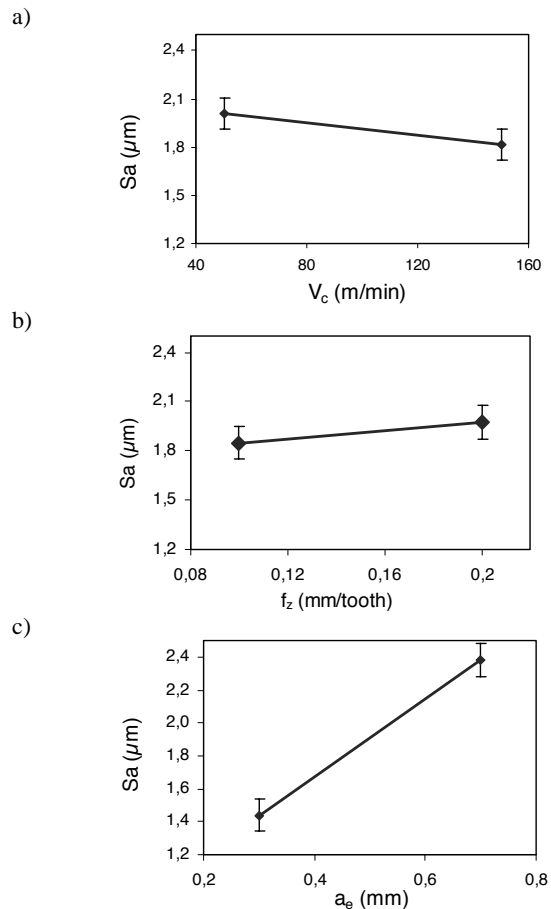 a)
2,4
2,1
1,8
1,5
1,2
Sa (µm)
40 80 120 160
V_c (m/min)
b)
2,4
2,1
1,8
1,5
1,2
Sa (µm)
0,08 0,12 0,16 0,2
f_z (mm/tooth)
c)
2,4
2,2
2,0
1,8
1,6
1,4
1,2
Sa (µm)
0,2 0,4 0,6 0,8
a_e (mm)